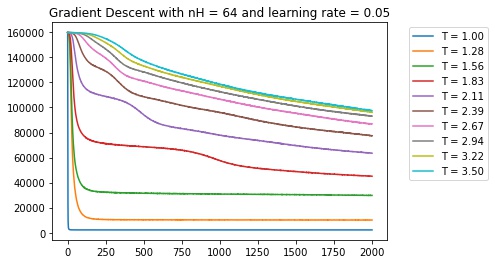 Gradient Descent with nH = 64 and learning rate = 0.05
160000
140000
120000
100000
80000
60000
40000
20000
0
0 250 500 750 1000 1250 1500 1750 2000
T = 1.00
T = 1.28
T = 1.56
T = 1.83
T = 2.11
T = 2.39
T = 2.67
T = 2.94
T = 3.22
T = 3.50